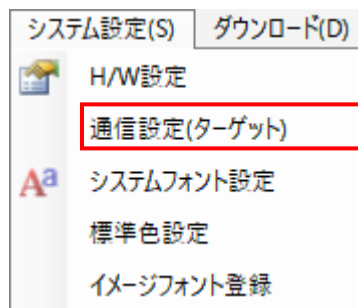 システム設定(S) ダウンロード(D)
H/W設定
通信設定(ターゲット)
システムフォント設定
標準色設定
イメージフォント登録